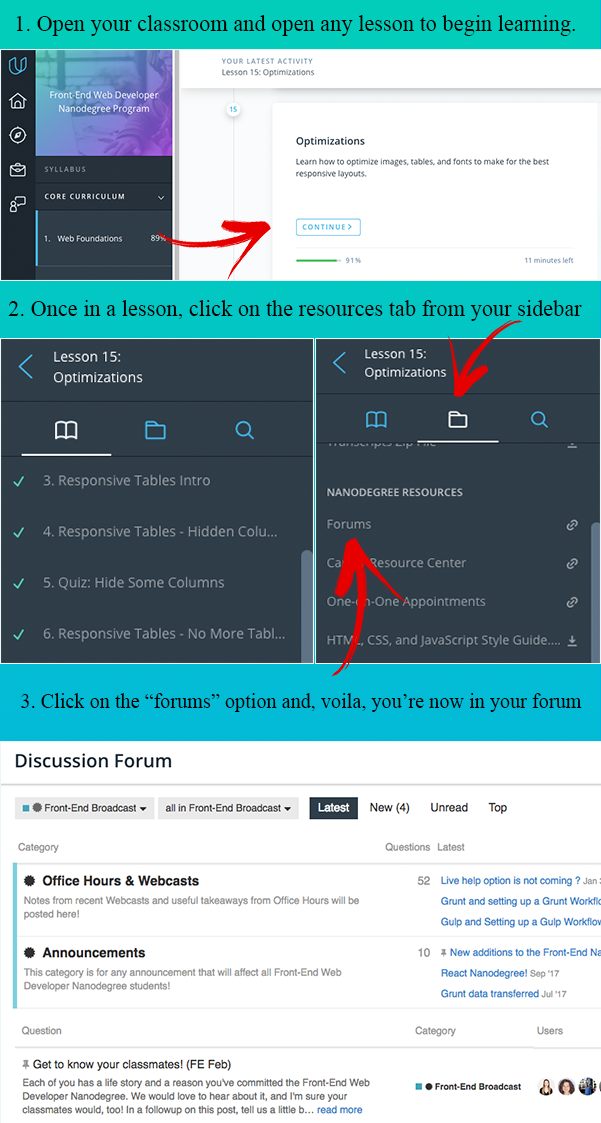 1. Open your classroom and open any lesson to begin learning.
YOUR LATEST ACTIVITY
Lesson 15: Optimizations
Front-End Web Developer
Nanodegree Program
SYLLABUS
CORE CURRICULUM
1. Web Foundations 89%
15
Optimizations
Learn how to optimize images, tables, and fonts to make for the best
responsive layouts.
CONTINUE
91% 11 minutes left
2. Once in a lesson, click on the resources tab from your sidebar
Lesson 15:
Optimizations
3. Responsive Tables Intro
4. Responsive Tables - Hidden Colu...
5. Quiz: Hide Some Columns
6. Responsive Tables - No More Tabl...
Lesson 15:
Optimizations
Transcripts Zip File
NANODEGREE RESOURCES
Forums
Resource Center
One-on-One Appointments
HTML, CSS, and JavaScript Style Guide....
3. Click on the “forums” option and, voila, you’re now in your forum
Discussion Forum
Front-End Broadcast all in Front-End Broadcast Latest New (4) Unread Top
Category Questions Latest
Office Hours & Webcasts 52 Live help option is not coming ? Jan
Notes from recent Webcasts and useful takeaways from Office Hours will be
posted here!
Grunt and setting up a Grunt Workflo
Gulp and Setting up a Gulp Workflow
Announcements 10 New additions to the Front-End Na
This category is for any announcement that will affect all Front-End Web
Developer Nanodegree students!
React Nanodegree! Sep '17
Grunt data transferred Jul '17
Question Category Users
Get to know your classmates! (FE Feb)
Each of you has a life story and a reason you've committed the Front-End Web
Developer Nanodegree. We would love to hear about it, and I'm sure your
classmates would, too! In a followup on this post, tell us a little b... read more
Front-End Broadcast